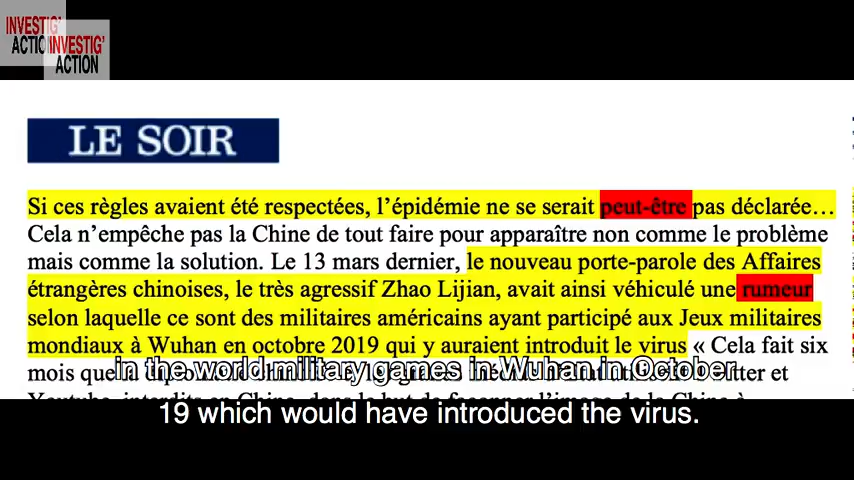 INVESTIG'
ACTION
INVESTIG'
ACTION
LE SOIR
Si ces règles avaient été respectées, l'épidémie ne se serait peut-être pas déclarée…
Cela n'empêche pas la Chine de tout faire pour apparaître non comme le problème
mais comme la solution. Le 13 mars dernier, le nouveau porte-parole des Affaires
étrangères chinoises, le très agressif Zhao Lijian, avait ainsi véhiculé une rumeur
selon laquelle ce sont des militaires américains ayant participé aux Jeux militaires
mondiaux à Wuhan en octobre 2019 qui y auraient introduit le virus « Cela fait six
mois que
in the world military games in Wuhan in October
19 which would have introduced the virus.